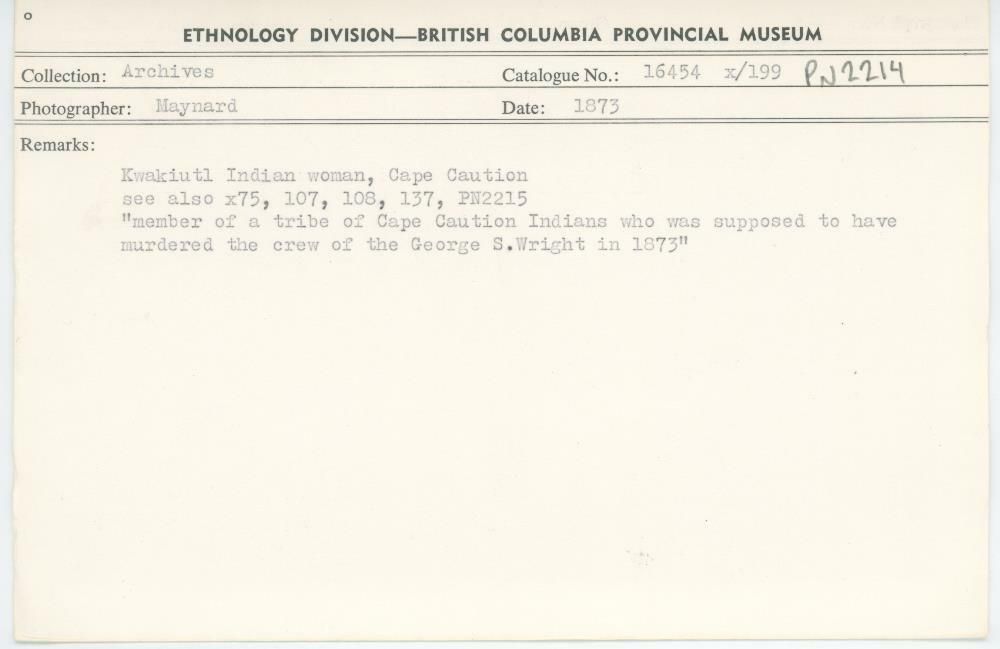 ETHNOLOGY DIVISION—BRITISH COLUMBIA PROVINCIAL MUSEUM
Collection: Archives Catalogue No.: 16454 x/199 PN2214
Photographer: Maynard Date: 1873
Remarks:
Kwakiutl Indian woman, Cape Caution
see also x75, 107, 108, 137, PN2215
"member of a tribe of Cape Caution Indians who was supposed to have
murdered the crew of the George S.Wright in 1873"